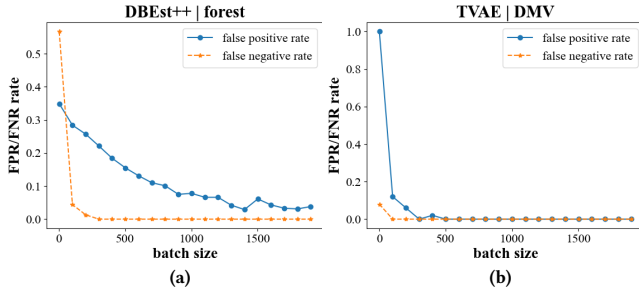 DBEst++ | forest
FPR/FNR rate
0.5
0.4
0.3
0.2
0.1
0.0
false positive rate
false negative rate
0 500 1000 1500
batch size
(a)
TVAE | DMV
FPR/FNR rate
1.0
0.8
0.6
0.4
0.2
0.0
false positive rate
false negative rate
0 500 1000 1500
batch size
(b)